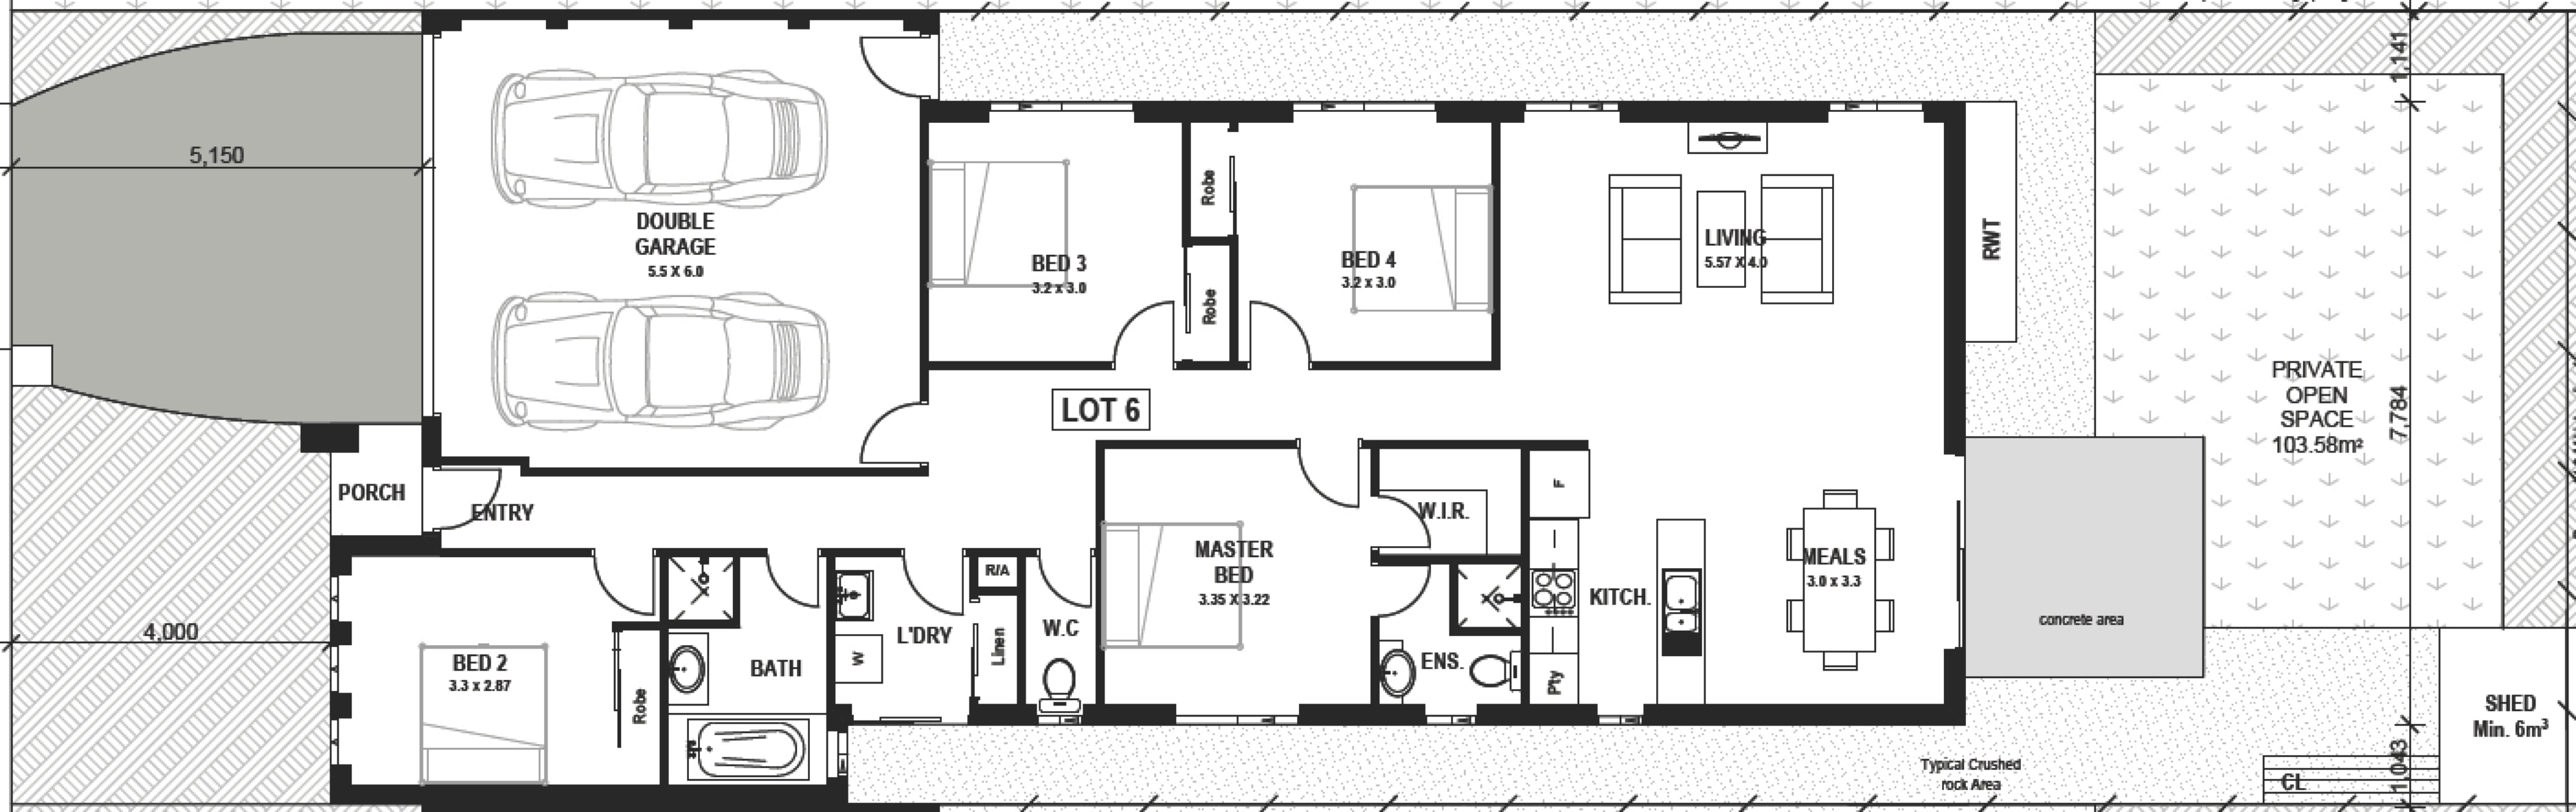 1,141
5,150
DOUBLE
GARAGE
5.5 X 6.0
BED 3
3.2 x 3.0
Robe
Robe
BED 4
3.2 x 3.0
LIVING
5.57 X 4.0
RWT
PRIVATE
OPEN
SPACE
103.58m²
7,784
LOT 6
PORCH
ENTRY
MASTER
BED
3.35 X 3.22
W.I.R.
F
KITCH.
MEALS
3.0 x 3.3
concrete area
4,000
BED 2
3.3 x 2.87
Robe
BATH
L'DRY
W
R/A
Linen
W.C
ENS.
Pty
SHED
Min. 6m³
Typical Crushed
rock Area
CL
1,043